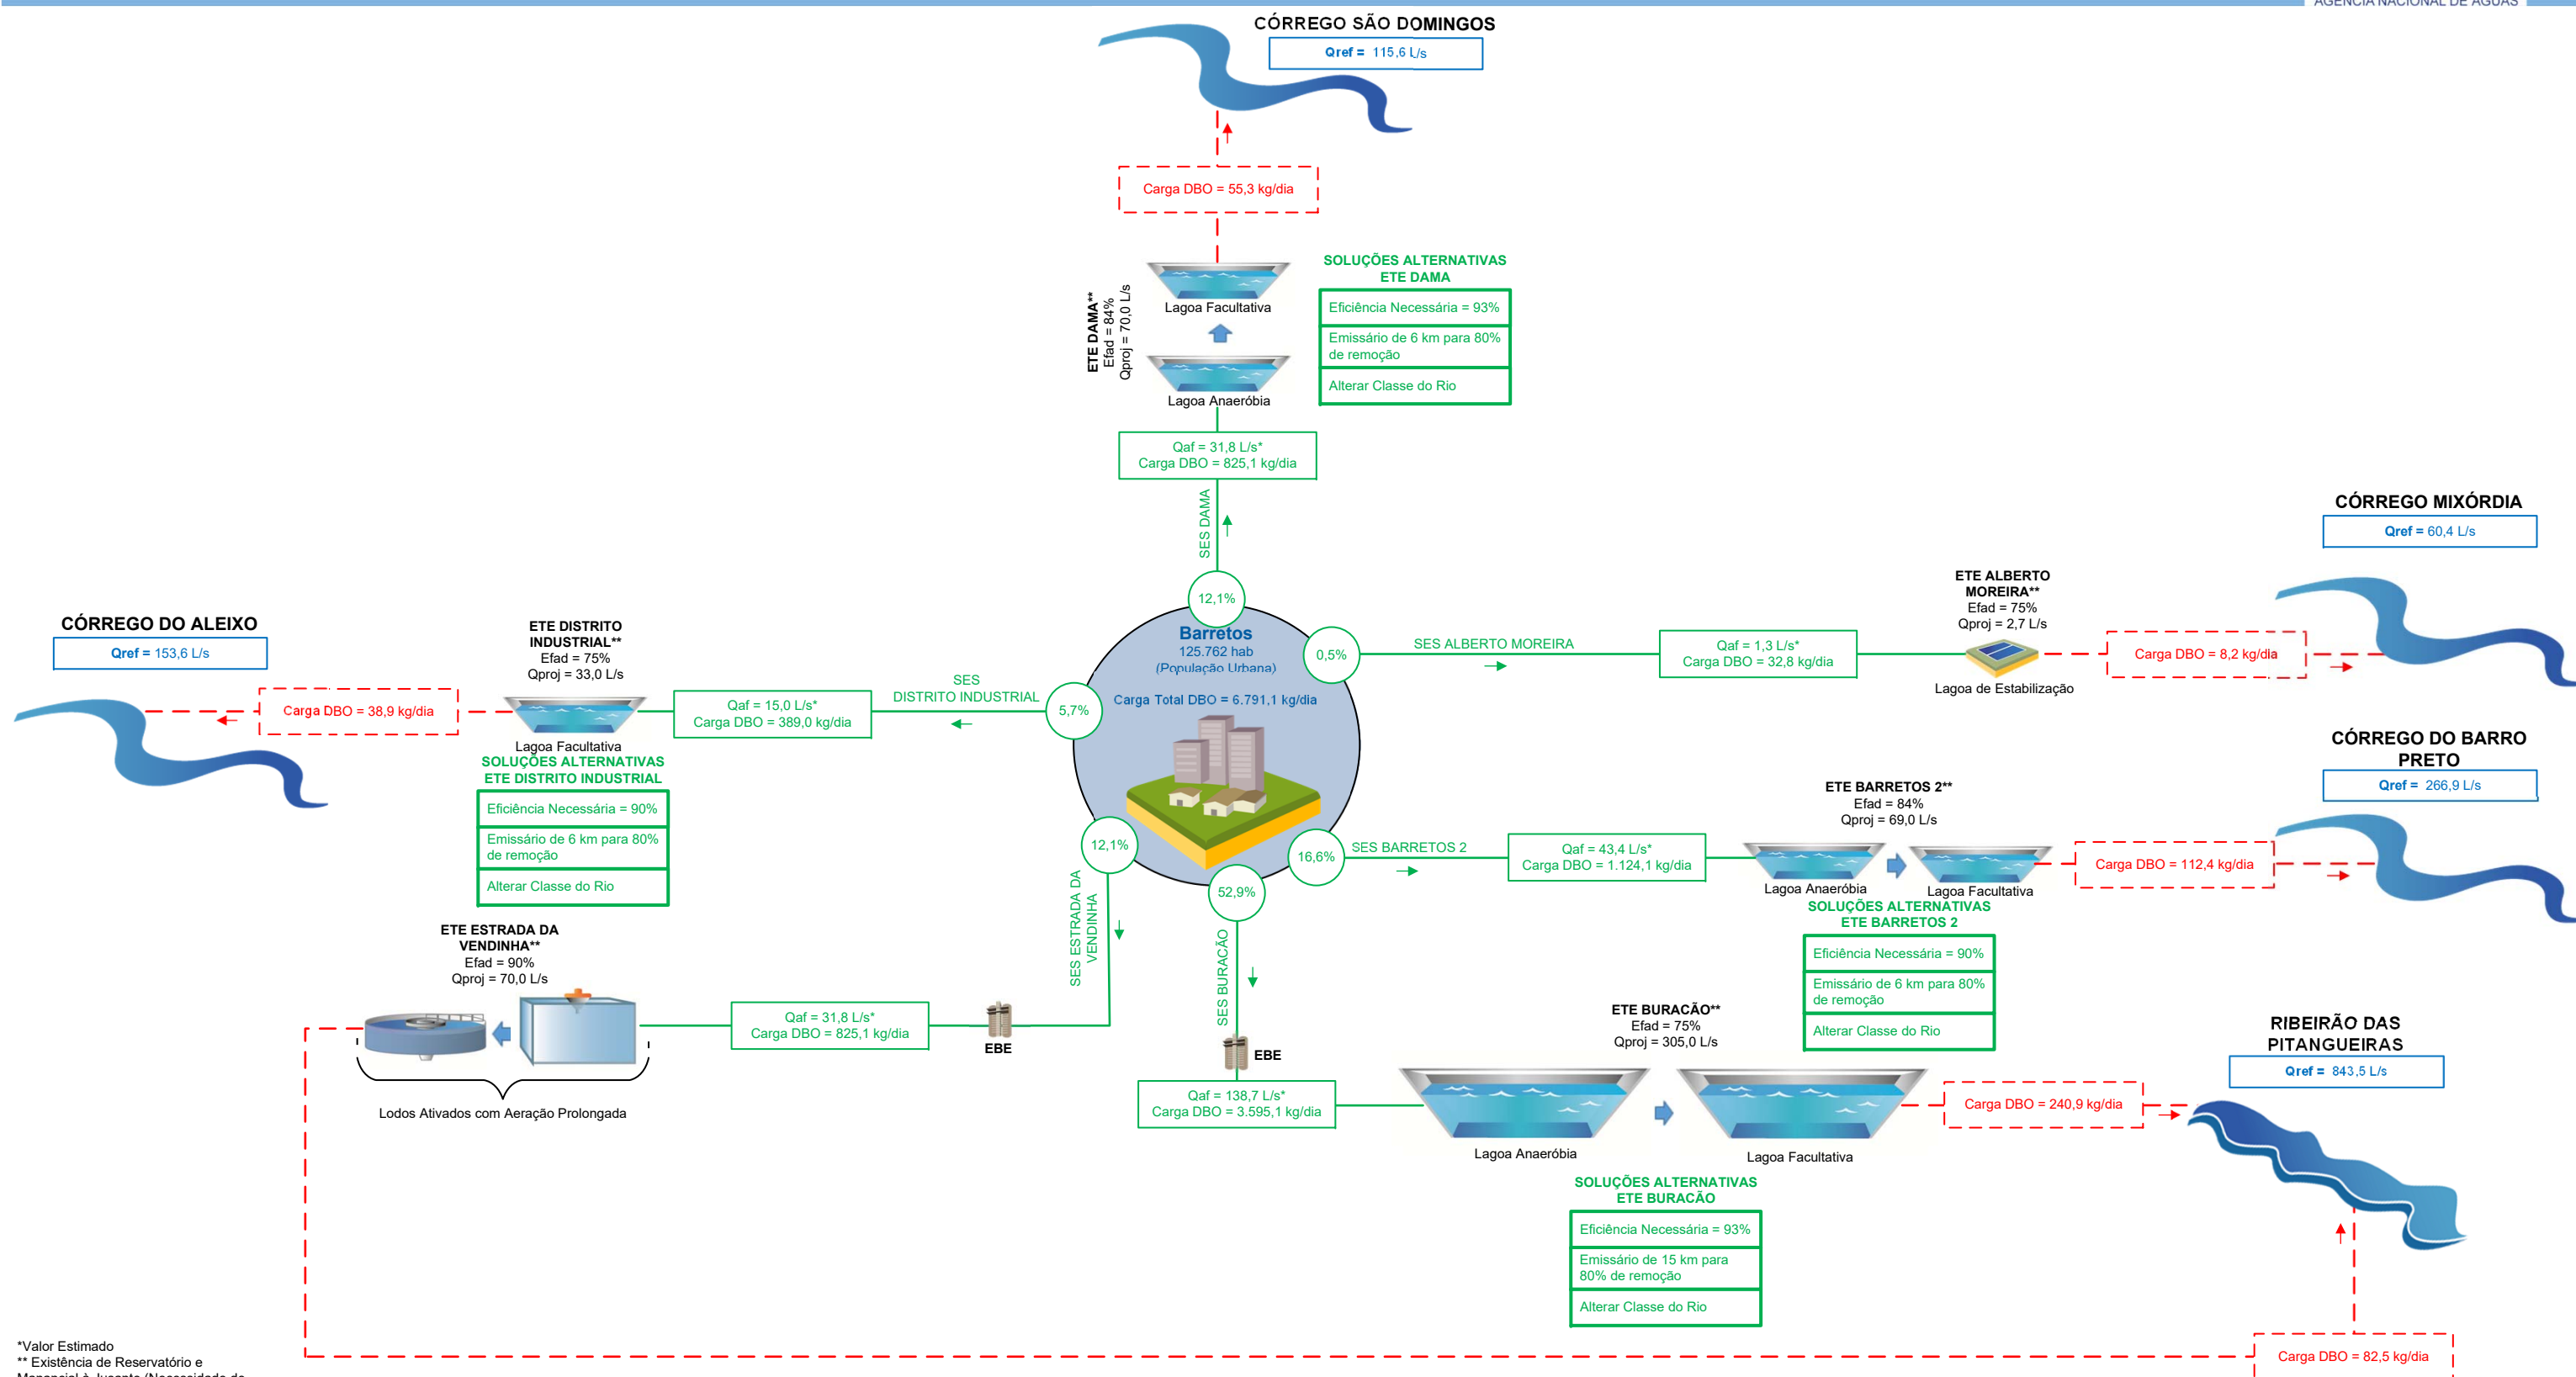 AGÊNCIA NACIONAL DE ÁGUAS
CÓRREGO SÃO DOMINGOS
Qref = 115,6 L/s
Carga DBO = 55,3 kg/dia
ETE DAMA**
Efad = 84%
Qproj = 70,0 L/s
Lagoa Facultativa
Lagoa Anaeróbia
SOLUÇÕES ALTERNATIVAS
ETE DAMA
Eficiência Necessária = 93%
Emissário de 6 km para 80%
de remoção
Alterar Classe do Rio
Qaf = 31,8 L/s*
Carga DBO = 825,1 kg/dia
SES DAMA
12,1%
Barretos
125.762 hab
(População Urbana)
Carga Total DBO = 6.791,1 kg/dia
0,5%
SES ALBERTO MOREIRA
Qaf = 1,3 L/s*
Carga DBO = 32,8 kg/dia
ETE ALBERTO
MOREIRA**
Efad = 75%
Qproj = 2,7 L/s
Lagoa de Estabilização
Carga DBO = 8,2 kg/dia
CÓRREGO MIXÓRDIA
Qref = 60,4 L/s
CÓRREGO DO ALEIXO
Qref = 153,6 L/s
Carga DBO = 38,9 kg/dia
ETE DISTRITO
INDUSTRIAL**
Efad = 75%
Qproj = 33,0 L/s
Lagoa Facultativa
SOLUÇÕES ALTERNATIVAS
ETE DISTRITO INDUSTRIAL
Eficiência Necessária = 90%
Emissário de 6 km para 80%
de remoção
Alterar Classe do Rio
Qaf = 15,0 L/s*
Carga DBO = 389,0 kg/dia
SES
DISTRITO INDUSTRIAL
5,7%
16,6%
SES BARRETOS 2
Qaf = 43,4 L/s*
Carga DBO = 1.124,1 kg/dia
ETE BARRETOS 2**
Efad = 84%
Qproj = 69,0 L/s
Lagoa Anaeróbia
Lagoa Facultativa
SOLUÇÕES ALTERNATIVAS
ETE BARRETOS 2
Eficiência Necessária = 90%
Emissário de 6 km para 80%
de remoção
Alterar Classe do Rio
Carga DBO = 112,4 kg/dia
CÓRREGO DO BARRO
PRETO
Qref = 266,9 L/s
12,1%
SES ESTRADA DA
VENDINHA
EBE
Qaf = 31,8 L/s*
Carga DBO = 825,1 kg/dia
ETE ESTRADA DA
VENDINHA**
Efad = 90%
Qproj = 70,0 L/s
Lodos Ativados com Aeração Prolongada
52,9%
SES BURACÃO
EBE
Qaf = 138,7 L/s*
Carga DBO = 3.595,1 kg/dia
ETE BURACÃO**
Efad = 75%
Qproj = 305,0 L/s
Lagoa Anaeróbia
Lagoa Facultativa
SOLUÇÕES ALTERNATIVAS
ETE BURACÃO
Eficiência Necessária = 93%
Emissário de 15 km para
80% de remoção
Alterar Classe do Rio
Carga DBO = 240,9 kg/dia
RIBEIRÃO DAS
PITANGUEIRAS
Qref = 843,5 L/s
Carga DBO = 82,5 kg/dia
*Valor Estimado
** Existência de Reservatório e
Manancial à Jusante (Necessidade de